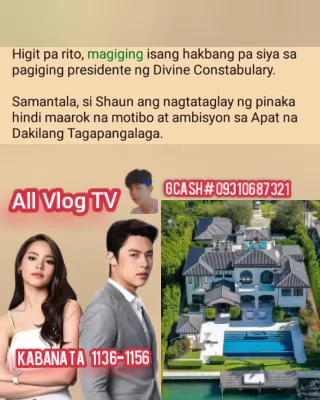 Higit pa rito, magiging isang hakbang pa siya sa
pagiging presidente ng Divine Constabulary.
Samantala, si Shaun ang nagtataglay ng pinaka
hindi maarok na motibo at ambisyon sa Apat na
Dakilang Tagapangalaga.
All Vlog TV
GCASH# 09310687321
KABANATA 1136-1156